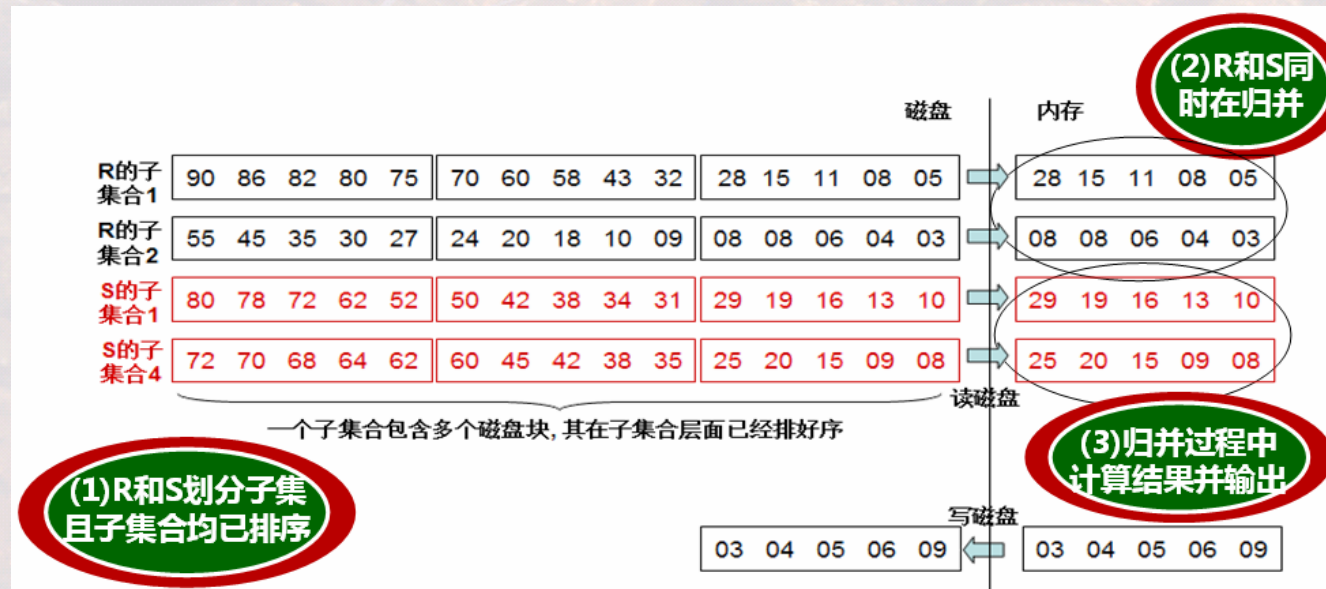 (2)R和S同
时在归并
磁盘
内存
R的子
集合1
90 86 82 80 75 70 60 58 43 32 28 15 11 08 05
28 15 11 08 05
R的子
集合2
55 45 35 30 27 24 20 18 10 09 08 08 06 04 03
08 08 06 04 03
S的子
集合1
80 78 72 62 52 50 42 38 34 31 29 19 16 13 10
29 19 16 13 10
S的子
集合4
72 70 68 64 62 60 45 42 38 35 25 20 15 09 08
25 20 15 09 08
读磁盘
一个子集合包含多个磁盘块, 其在子集合层面已经排好序
(3)归并过程中
计算结果并输出
(1)R和S划分子集
且子集合均已排序
写磁盘
03 04 05 06 09
03 04 05 06 09